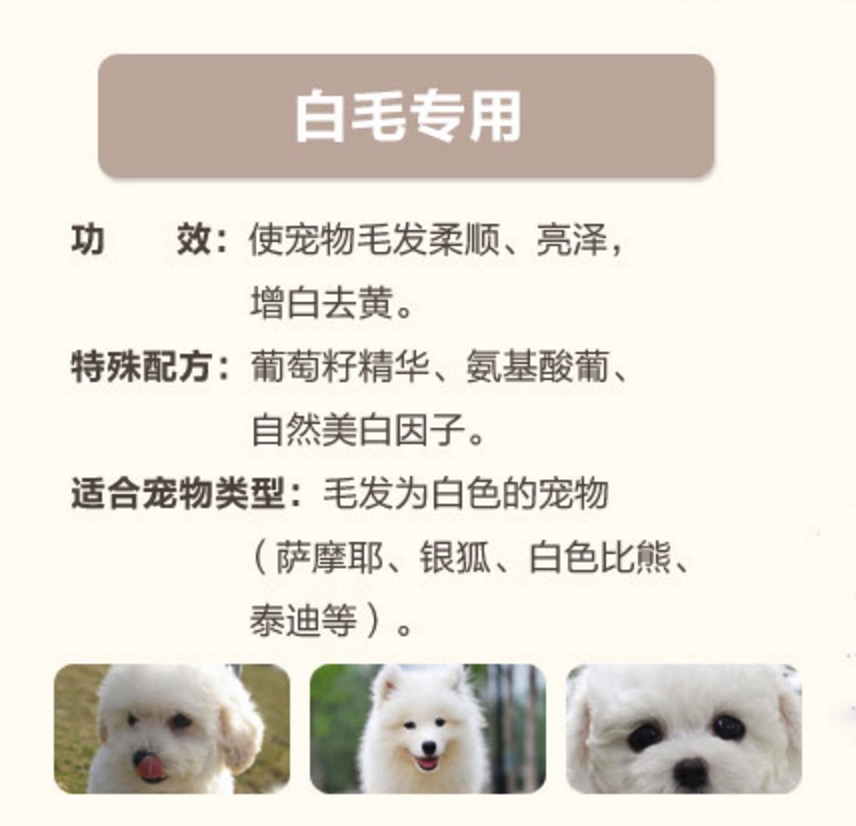 白毛专用
功　　效：使宠物毛发柔顺、亮泽，
增白去黄。
特殊配方：葡萄籽精华、氨基酸葡、
自然美白因子。
适合宠物类型：毛发为白色的宠物
（萨摩耶、银狐、白色比熊、
泰迪等）。